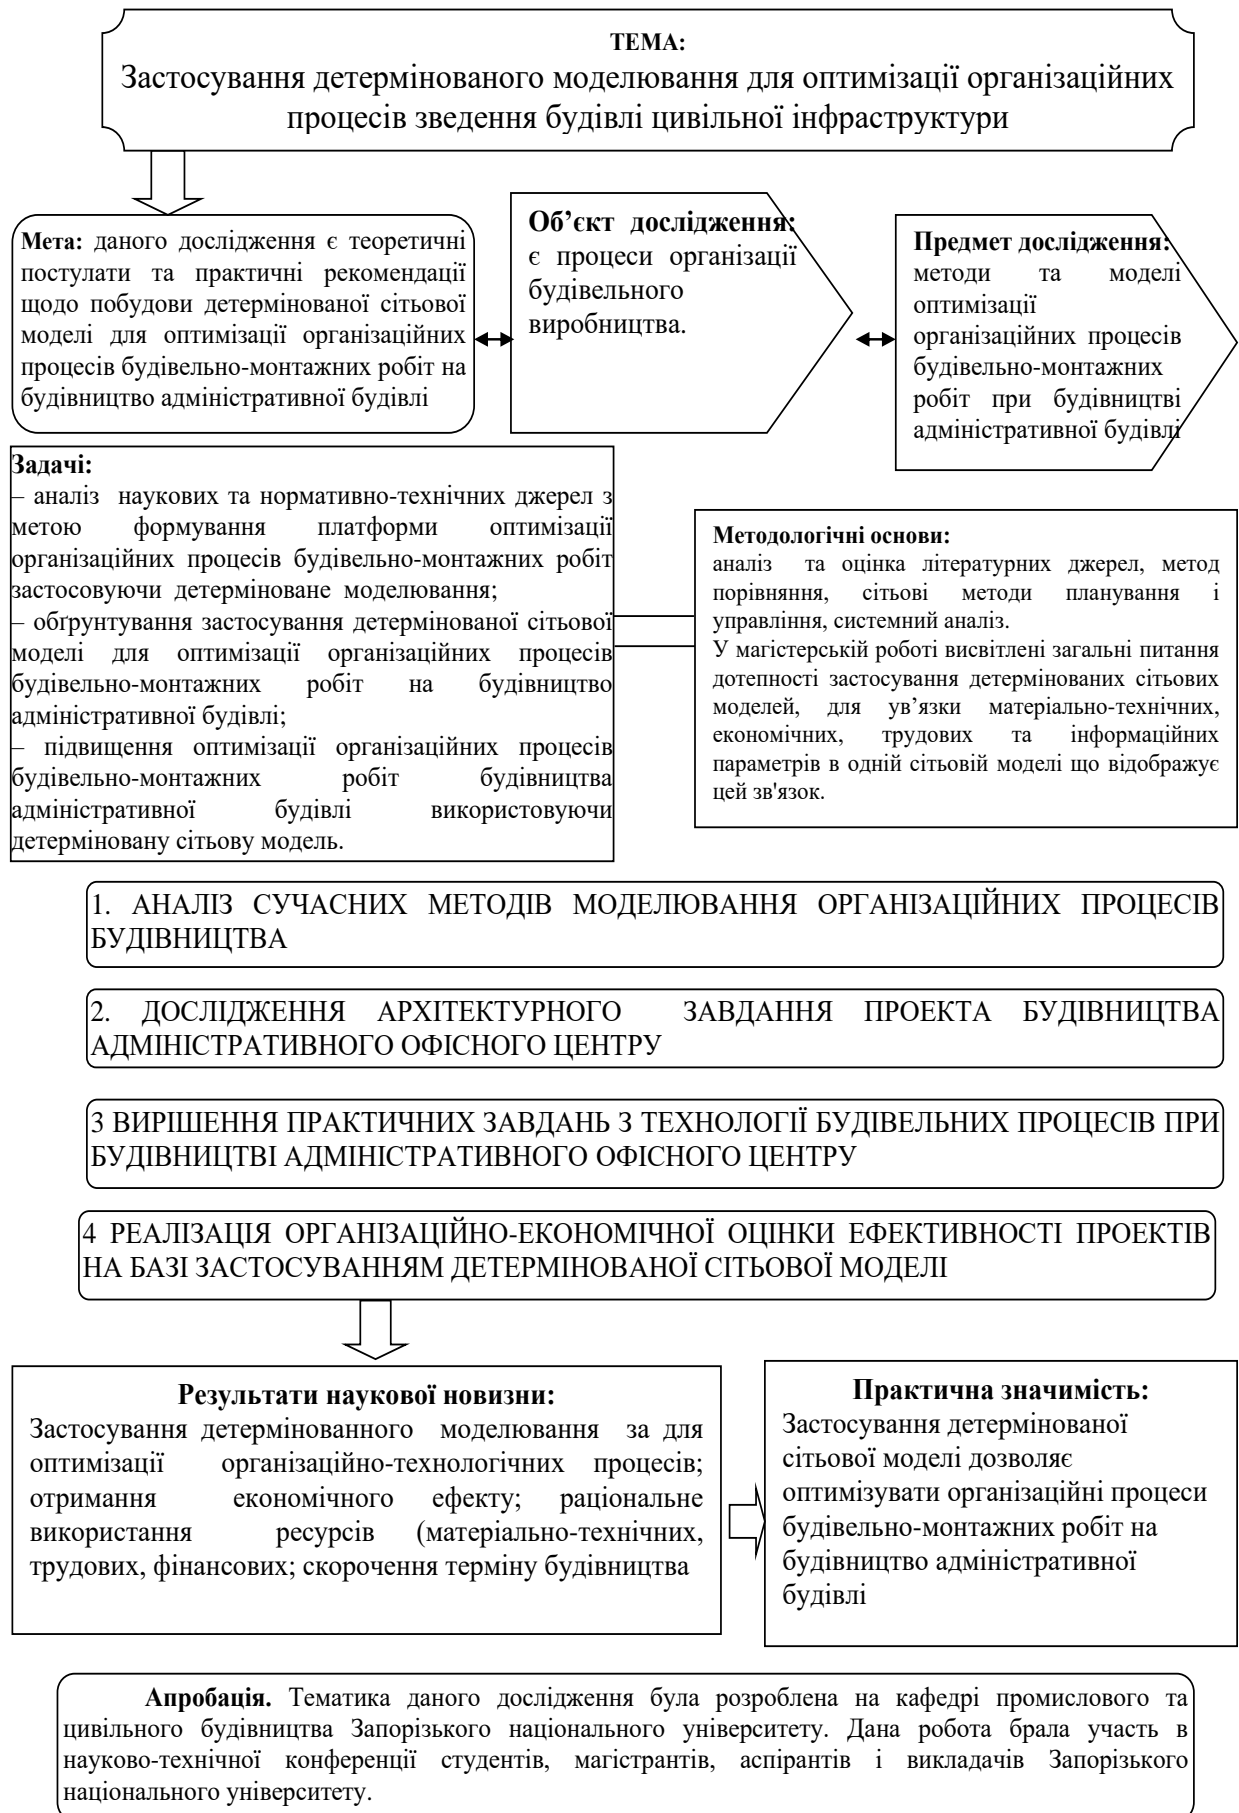 ТЕМА:
Застосування детермінованого моделювання для оптимізації організаційних
процесів зведення будівлі цивільної інфраструктури
Мета: даного дослідження є теоретичні
постулати та практичні рекомендації
щодо побудови детермінованої сітьової
моделі для оптимізації організаційних
процесів будівельно-монтажних робіт на
будівництво адміністративної будівлі
Об’єкт дослідження:
є процеси організації
будівельного
виробництва.
Предмет дослідження:
методи та моделі
оптимізації
організаційних процесів
будівельно-монтажних
робіт при будівництві
адміністративної будівлі
Задачі:
– аналіз наукових та нормативно-технічних джерел з
метою формування платформи оптимізації
організаційних процесів будівельно-монтажних робіт
застосовуючи детерміноване моделювання;
– обґрунтування застосування детермінованої сітьової
моделі для оптимізації організаційних процесів
будівельно-монтажних робіт на будівництво
адміністративної будівлі;
– підвищення оптимізації організаційних процесів
будівельно-монтажних робіт будівництва
адміністративної будівлі використовуючи
детерміновану сітьову модель.
Методологічні основи:
аналіз та оцінка літературних джерел, метод
порівняння, сітьові методи планування і
управління, системний аналіз.
У магістерській роботі висвітлені загальні питання
дотепності застосування детермінованих сітьових
моделей, для ув’язки матеріально-технічних,
економічних, трудових та інформаційних
параметрів в одній сітьовій моделі що відображує
цей зв'язок.
1. АНАЛІЗ СУЧАСНИХ МЕТОДІВ МОДЕЛЮВАННЯ ОРГАНІЗАЦІЙНИХ ПРОЦЕСІВ
БУДІВНИЦТВА
2. ДОСЛІДЖЕННЯ АРХІТЕКТУРНОГО ЗАВДАННЯ ПРОЕКТА БУДІВНИЦТВА
АДМІНІСТРАТИВНОГО ОФІСНОГО ЦЕНТРУ
3 ВИРІШЕННЯ ПРАКТИЧНИХ ЗАВДАНЬ З ТЕХНОЛОГІЇ БУДІВЕЛЬНИХ ПРОЦЕСІВ ПРИ
БУДІВНИЦТВІ АДМІНІСТРАТИВНОГО ОФІСНОГО ЦЕНТРУ
4 РЕАЛІЗАЦІЯ ОРГАНІЗАЦІЙНО-ЕКОНОМІЧНОЇ ОЦІНКИ ЕФЕКТИВНОСТІ ПРОЕКТІВ
НА БАЗІ ЗАСТОСУВАННЯМ ДЕТЕРМІНОВАНОЇ СІТЬОВОЇ МОДЕЛІ
Результати наукової новизни:
Застосування детермінованного моделювання за для
оптимізації організаційно-технологічних процесів;
отримання економічного ефекту; раціональне
використання ресурсів (матеріально-технічних,
трудових, фінансових; скорочення терміну будівництва
Практична значимість:
Застосування детермінованої
сітьової моделі дозволяє
оптимізувати організаційні процеси
будівельно-монтажних робіт на
будівництво адміністративної
будівлі
Апробація. Тематика даного дослідження була розроблена на кафедрі промислового та
цивільного будівництва Запорізького національного університету. Дана робота брала участь в
науково-технічної конференції студентів, магістрантів, аспірантів і викладачів Запорізького
національного університету.